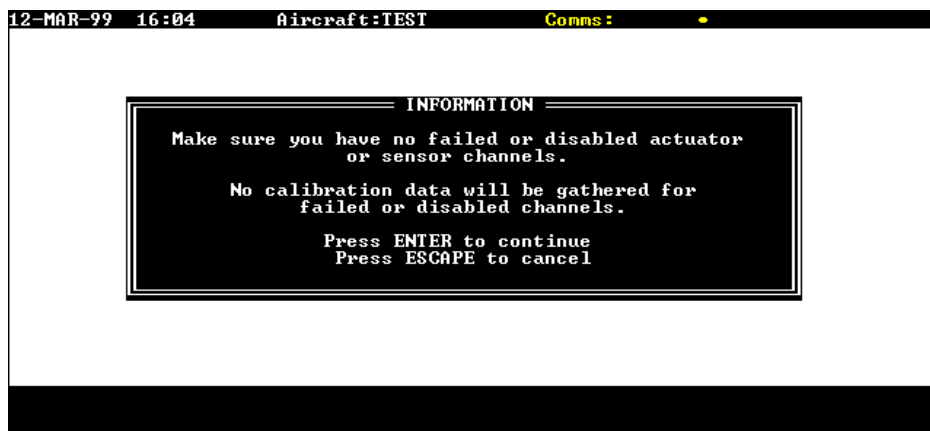 12-MAR-99 16:04 Aircraft:TEST Comms:
INFORMATION
Make sure you have no failed or disabled actuator
or sensor channels.
No calibration data will be gathered for
failed or disabled channels.
Press ENTER to continue
Press ESCAPE to cancel